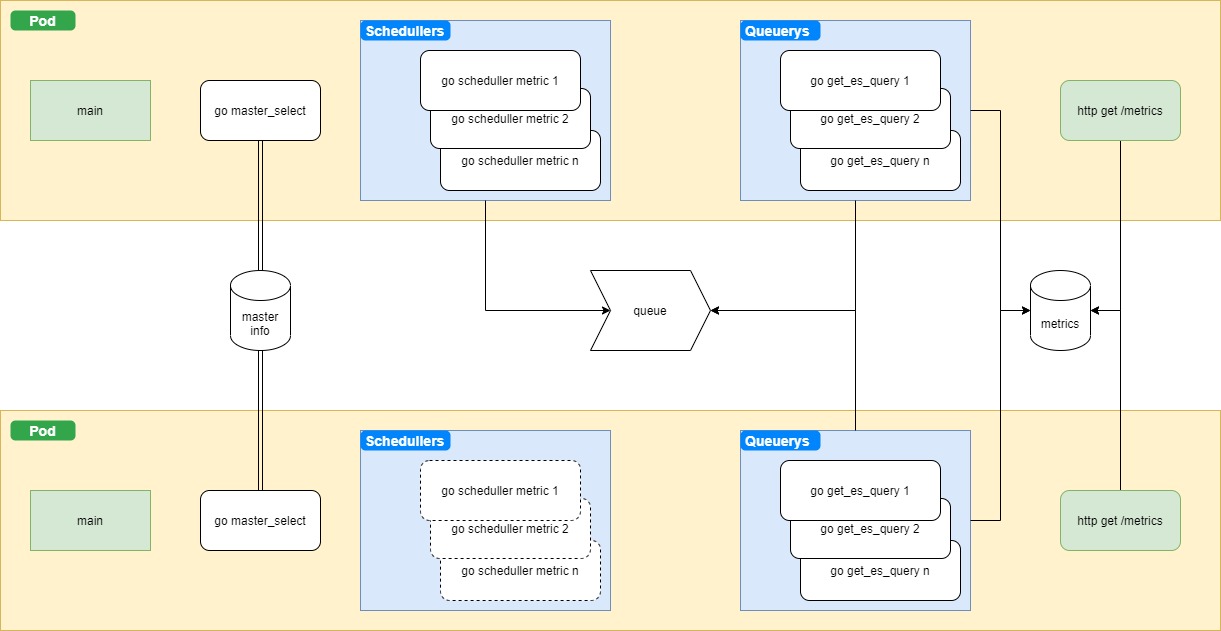 Pod
Schedullers
Queuerys
main
go master_select
go scheduller metric 1
go scheduller metric 2
go scheduller metric n
go get_es_query 1
go get_es_query 2
go get_es_query n
http get /metrics
master
info
queue
metrics
Pod
Schedullers
Queuerys
main
go master_select
go scheduller metric 1
go scheduller metric 2
go scheduller metric n
go get_es_query 1
go get_es_query 2
go get_es_query n
http get /metrics